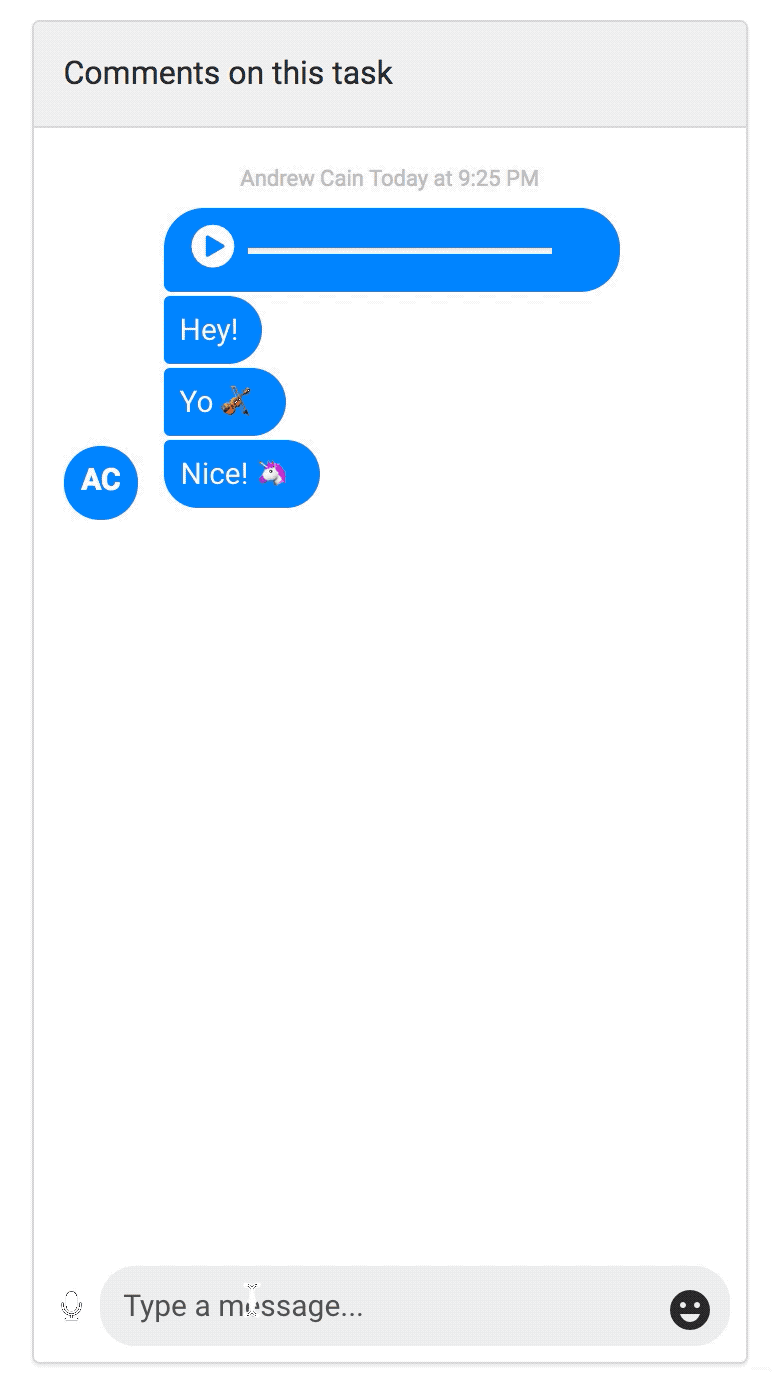 Comments on this task
Andrew Cain Today at 9:25 PM
Hey!
Yo 🎻
Nice! 🦄
AC
Type a message...